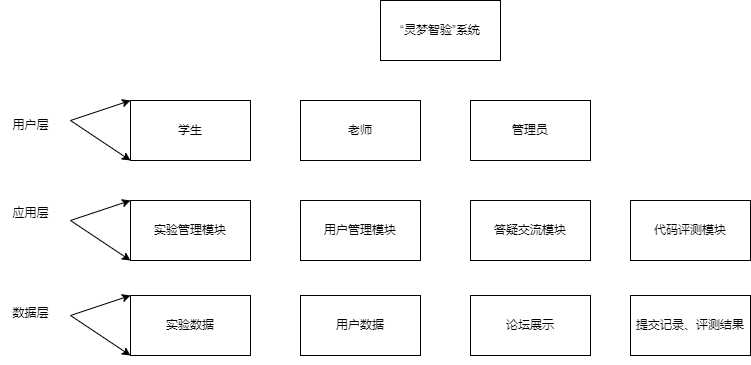 “灵梦智验”系统
用户层
学生
老师
管理员
应用层
实验管理模块
用户管理模块
答疑交流模块
代码评测模块
数据层
实验数据
用户数据
论坛展示
提交记录、评测结果